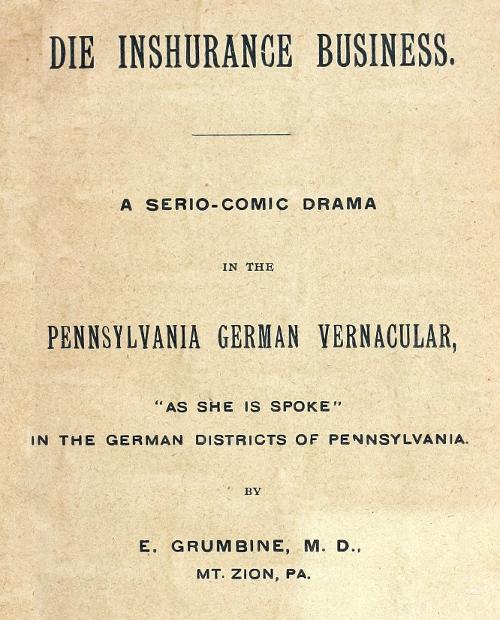 DIE INSHURANCE BUSINESS.
A SERIO-COMIC DRAMA
IN THE
PENNSYLVANIA GERMAN VERNACULAR,
"AS SHE IS SPOKE"
IN THE GERMAN DISTRICTS OF PENNSYLVANIA.
BY
E. GRUMBINE, M. D.,
MT. ZION, PA.